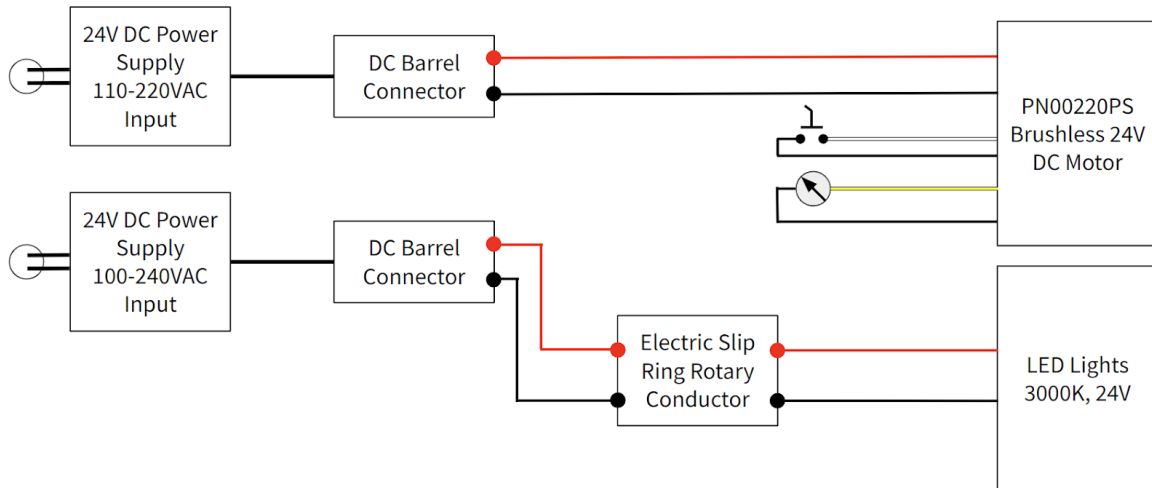 24V DC Power
Supply
110-220VAC
Input
DC Barrel
Connector
PN00220PS
Brushless 24V
DC Motor
24V DC Power
Supply
100-240VAC
Input
DC Barrel
Connector
Electric Slip
Ring Rotary
Conductor
LED Lights
3000K, 24V